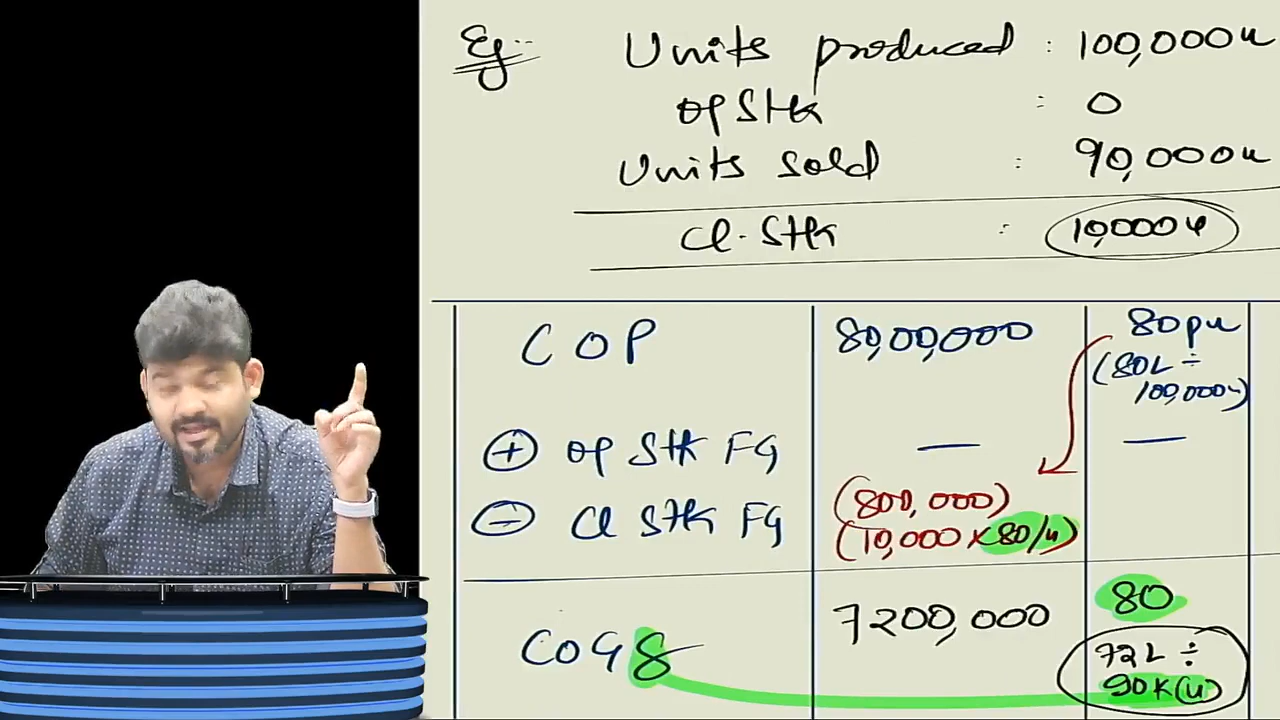 Eg:- Units produced : 100,000u
op Stk : 0
Units sold : 90,000u
Cl. Stk : 10,000u
COP 80,00,000 80pu
(80L ÷
100,000u)
+ op Stk FG — —
- Cl Stk FG (800,000)
(10,000 x 80/u)
COGS 7200,000 80
72L ÷
90K(u)